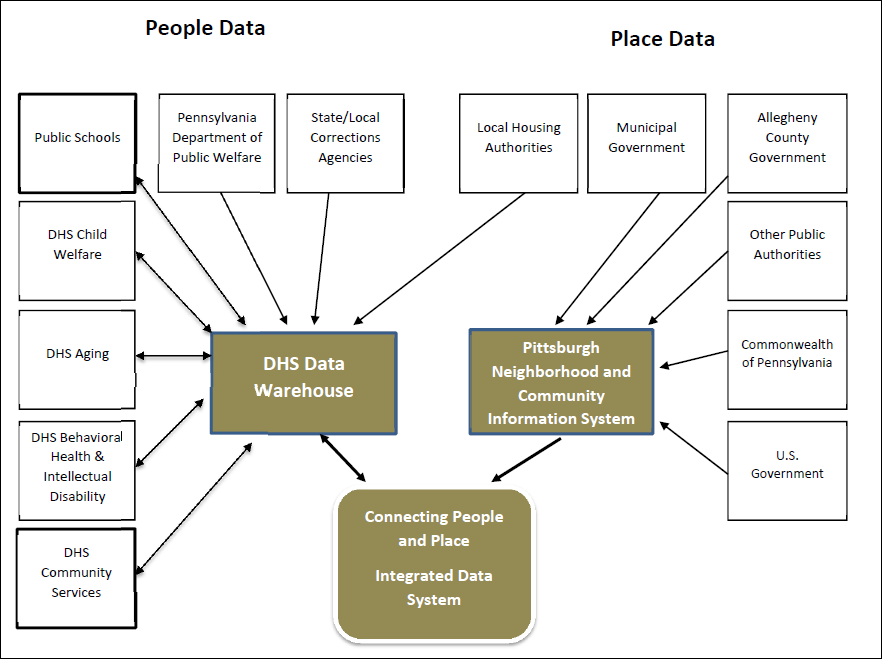 People Data
Place Data
Public Schools
Pennsylvania
Department of
Public Welfare
State/Local
Corrections
Agencies
Local Housing
Authorities
Municipal
Government
Allegheny
County
Government
DHS Child
Welfare
Other Public
Authorities
DHS Aging
DHS Data
Warehouse
Pittsburgh
Neighborhood and
Community
Information System
Commonwealth
of Pennsylvania
DHS Behavioral
Health &
Intellectual
Disability
U.S.
Government
Connecting People
and Place
Integrated Data
System
DHS
Community
Services